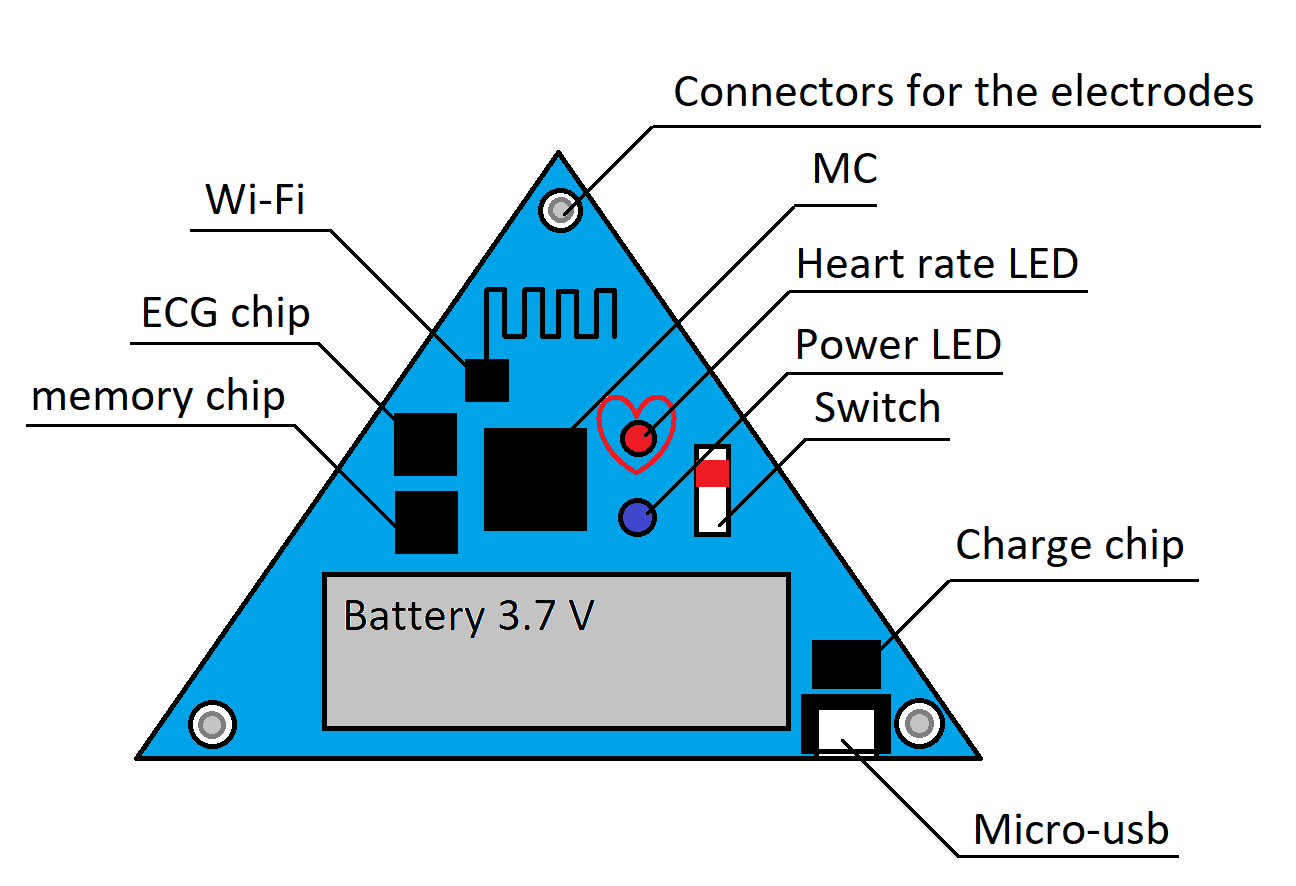 Connectors for the electrodes
MC
Wi-Fi
Heart rate LED
ECG chip
Power LED
memory chip
Switch
Charge chip
Battery 3.7 V
Micro-usb